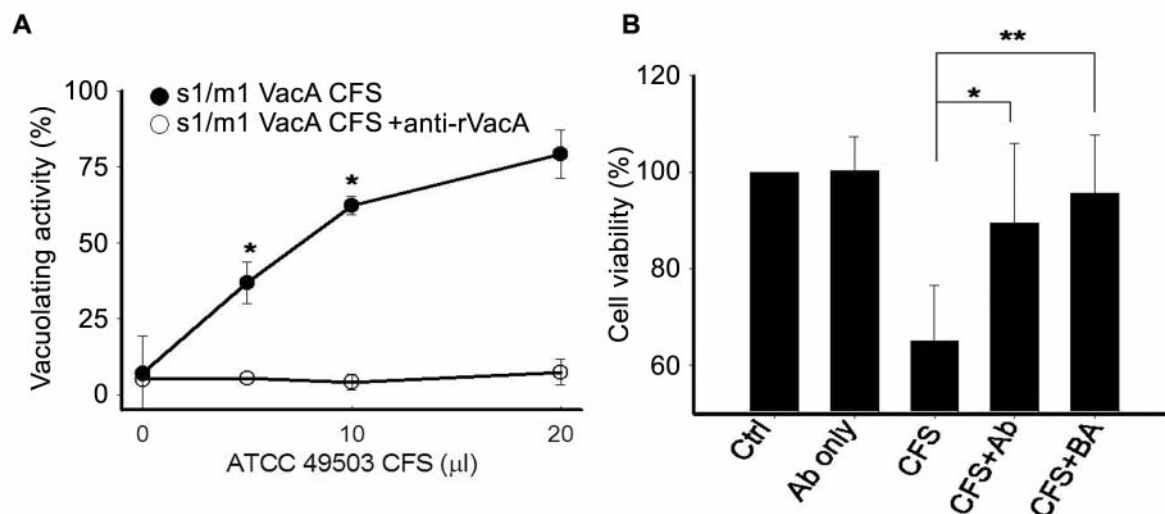 A
Vacuolating activity (%)
100
75
50
25
0
s1/m1 VacA CFS
s1/m1 VacA CFS +anti-rVacA
*
*
0
10
20
ATCC 49503 CFS (μl)
B
Cell viability (%)
120
100
80
60
**
*
Ctrl
Ab only
CFS
CFS+Ab
CFS+BA